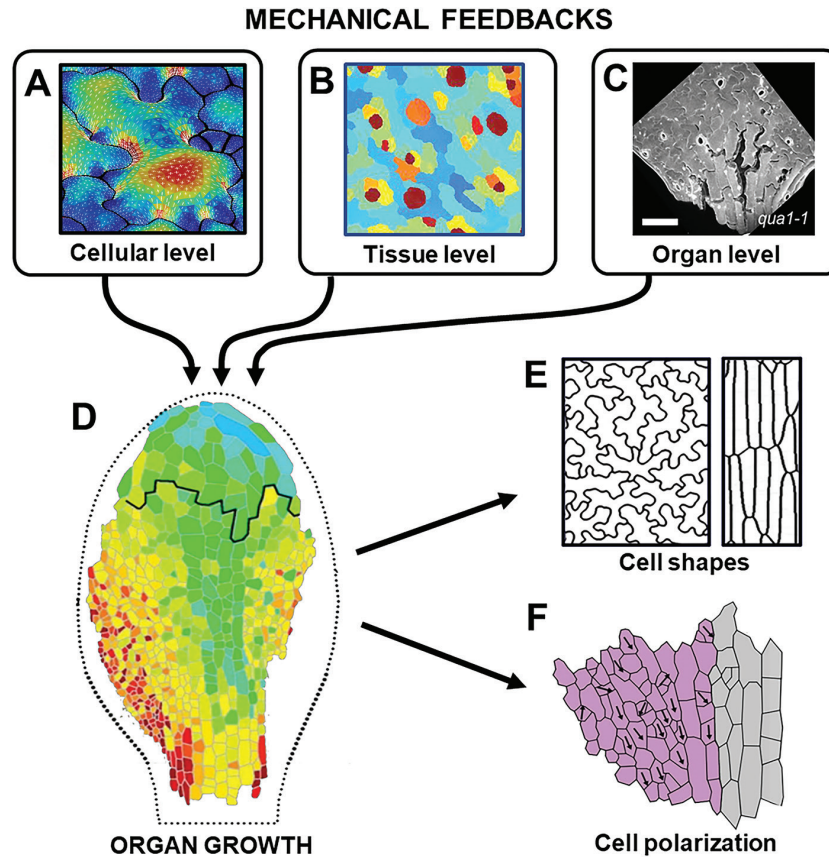 MECHANICAL FEEDBACKS
A
Cellular level
B
Tissue level
C
qua1-1
Organ level
D
ORGAN GROWTH
E
Cell shapes
F
Cell polarization